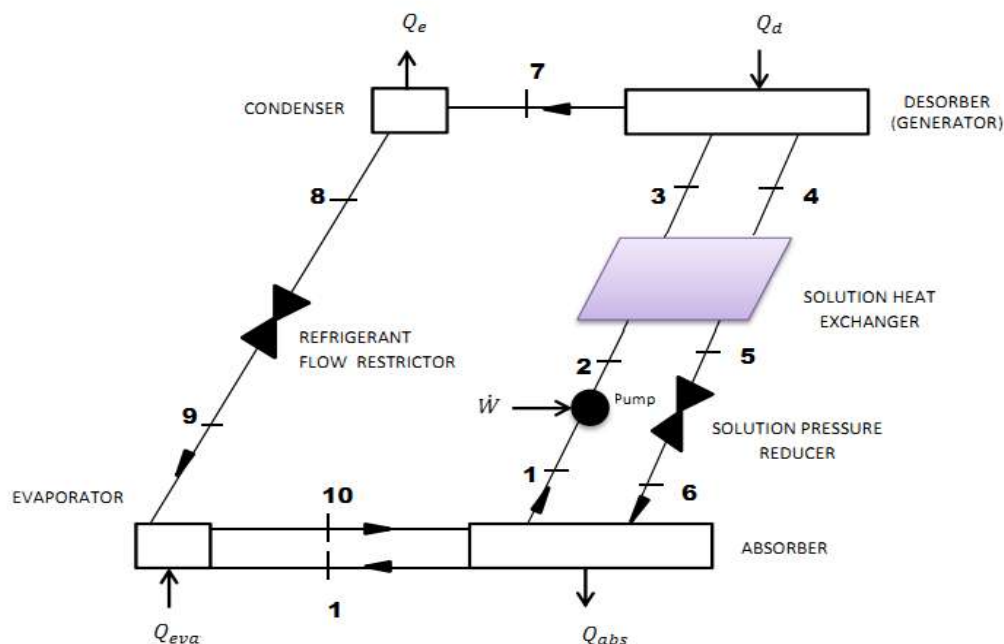 Q_e
Q_d
7
CONDENSER
DESORBER
(GENERATOR)
8
3
4
SOLUTION HEAT
EXCHANGER
REFRIGERANT
FLOW RESTRICTOR
2
5
Ẇ
Pump
9
SOLUTION PRESSURE
REDUCER
1
6
EVAPORATOR
10
ABSORBER
1
Q_eva
Q_abs